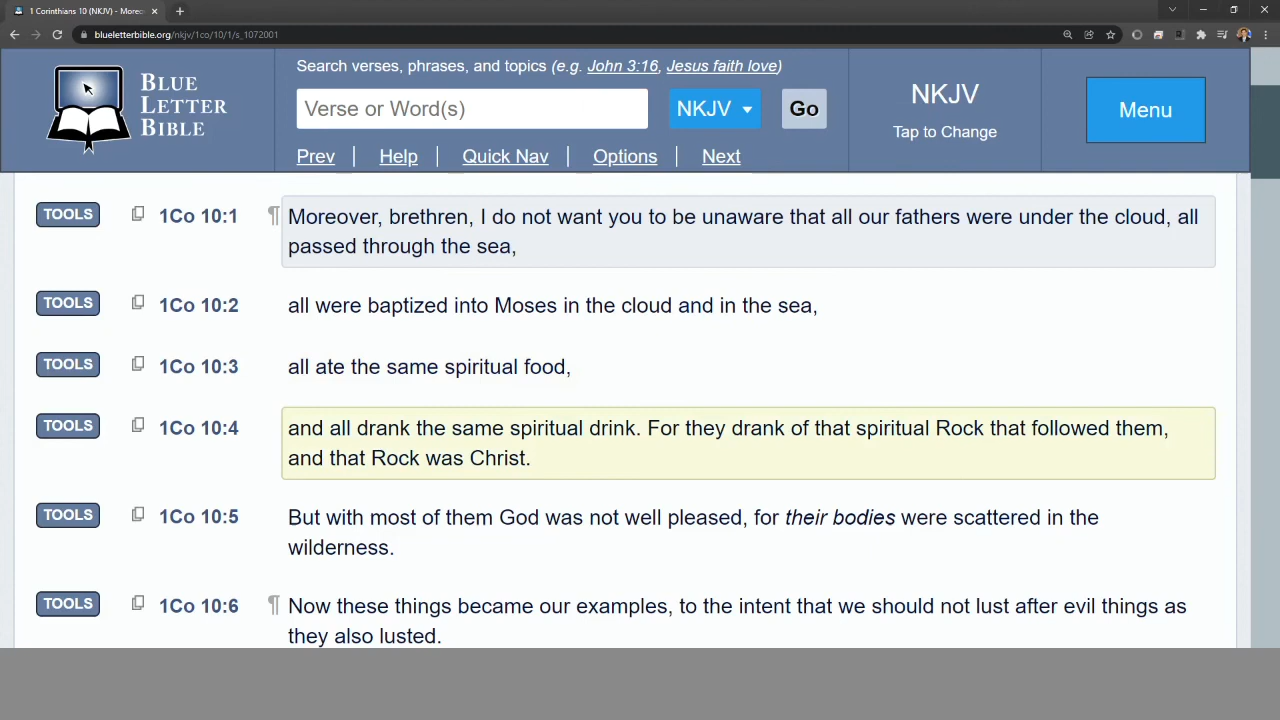 1 Corinthians 10 (NKJV) - Moreo
blueletterbible.org/nkjv/1co/10/1/s_1072001
BLUE
LETTER
BIBLE
Search verses, phrases, and topics (e.g. John 3:16, Jesus faith love)
Verse or Word(s)
NKJV
Go
Prev | Help | Quick Nav | Options | Next
NKJV
Tap to Change
Menu
TOOLS 1Co 10:1 ¶ Moreover, brethren, I do not want you to be unaware that all our fathers were under the cloud, all
passed through the sea,
TOOLS 1Co 10:2 all were baptized into Moses in the cloud and in the sea,
TOOLS 1Co 10:3 all ate the same spiritual food,
TOOLS 1Co 10:4 and all drank the same spiritual drink. For they drank of that spiritual Rock that followed them,
and that Rock was Christ.
TOOLS 1Co 10:5 But with most of them God was not well pleased, for their bodies were scattered in the
wilderness.
TOOLS 1Co 10:6 ¶ Now these things became our examples, to the intent that we should not lust after evil things as
they also lusted.